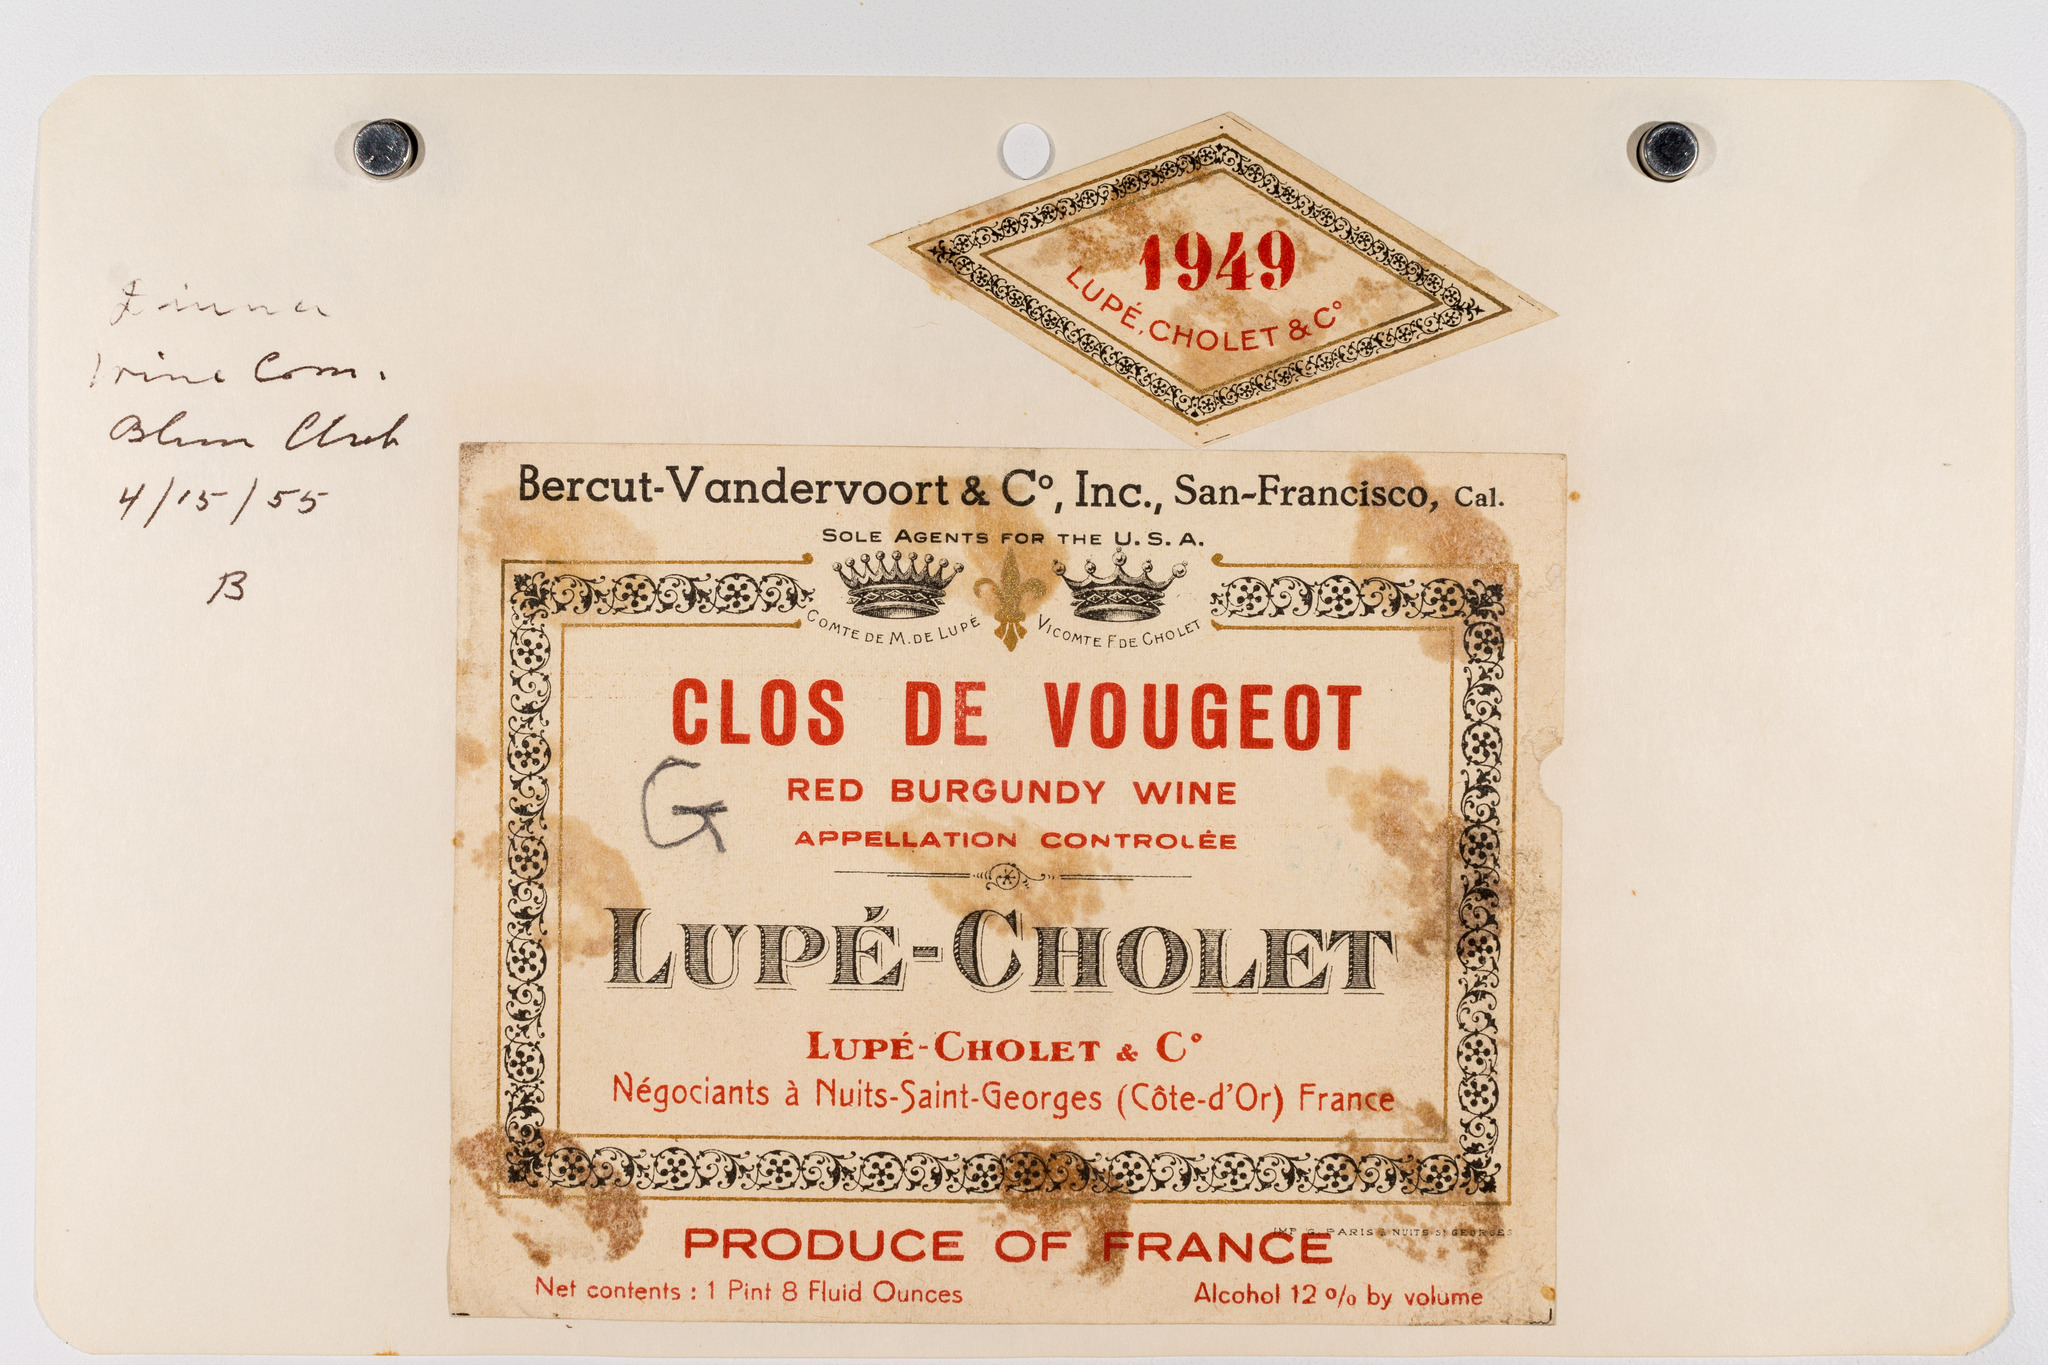 1949
LUPÉ, CHOLET & Cº
Dinner
Wine Com.
Club
4/15/55
B
Bercut-Vandervoort & Cº, Inc., San-Francisco, Cal.
SOLE AGENTS FOR THE U.S.A.
COMTE DE M. DE LUPÉ VICOMTE F DE CHOLET
CLOS DE VOUGEOT
G
RED BURGUNDY WINE
APPELLATION CONTROLÉE
LUPÉ-CHOLET
LUPÉ-CHOLET & Cº
Négociants à Nuits-Saint-Georges (Côte-d'Or) France
IMP. G. PARIS NUITS-St GEORGES
PRODUCE OF FRANCE
Net contents : 1 Pint 8 Fluid Ounces Alcohol 12 % by volume